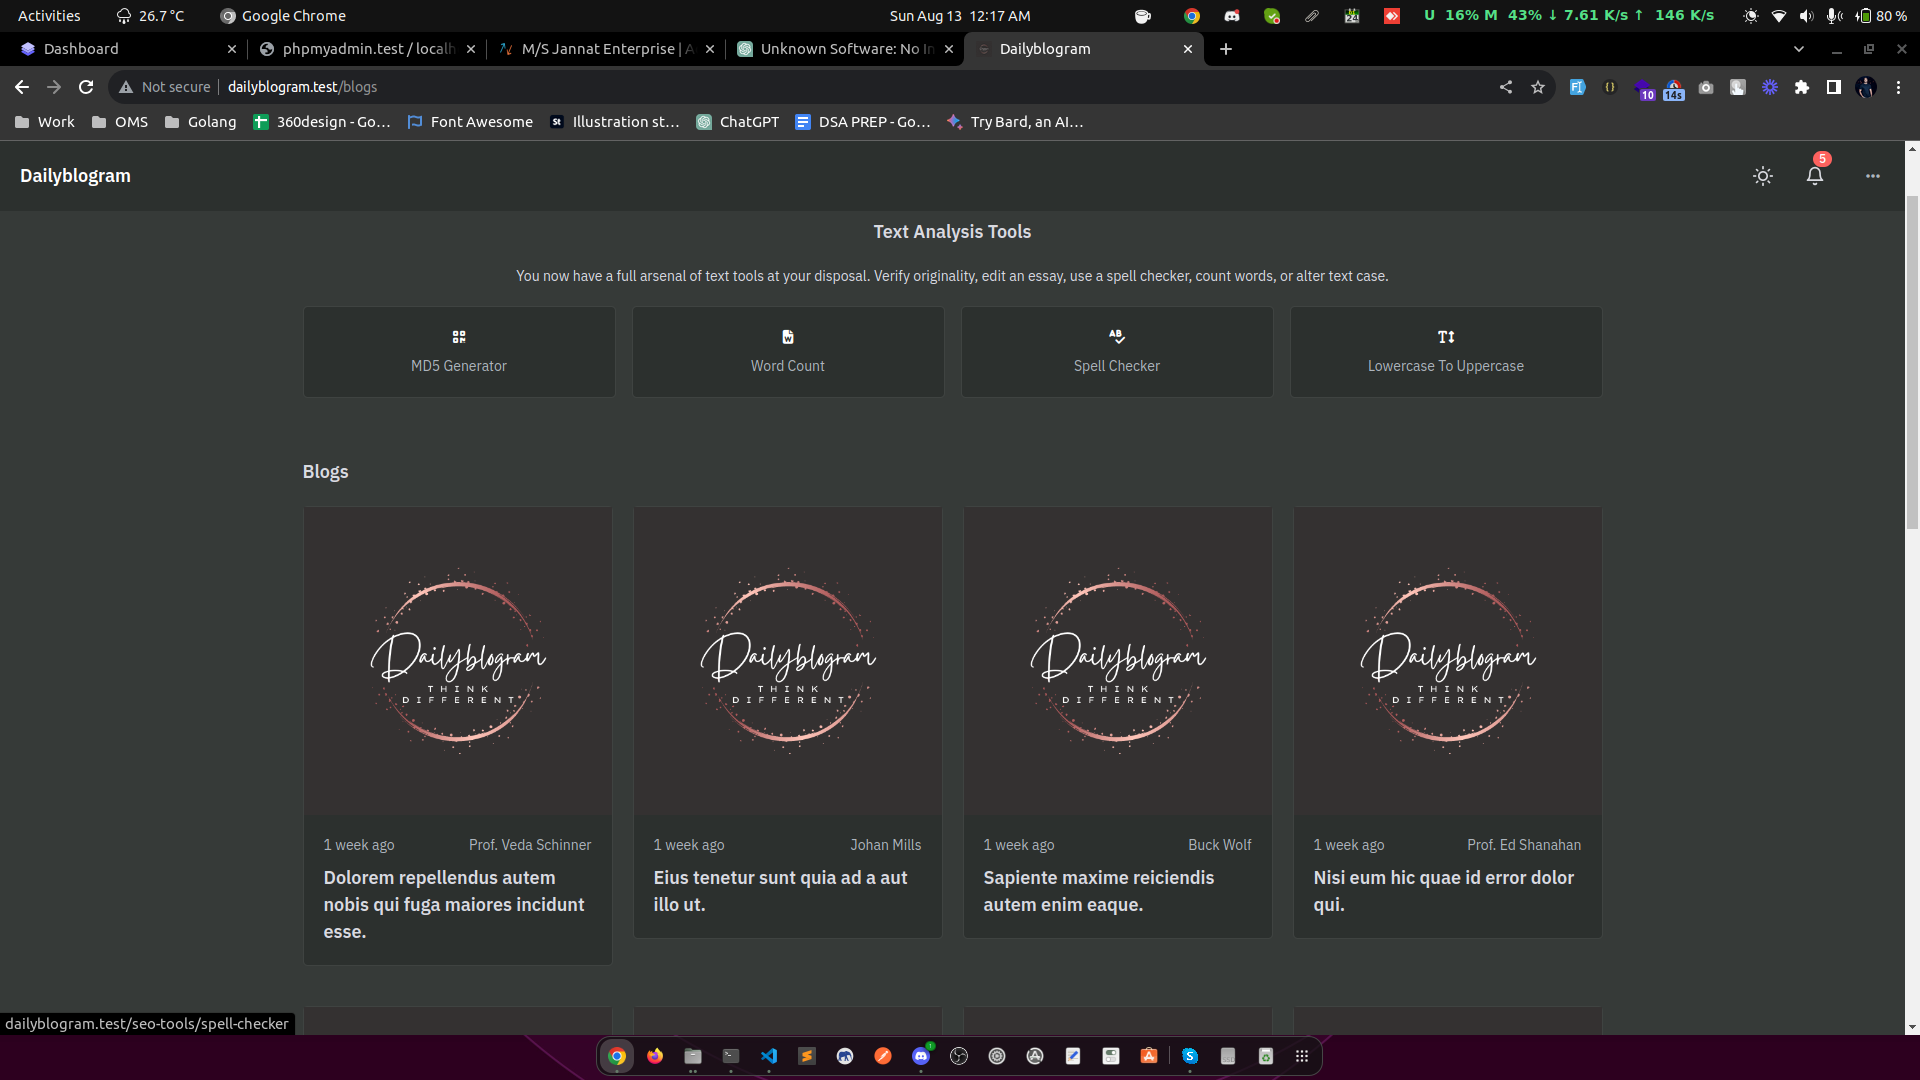 Activities
26.7 °C
Google Chrome
Sun Aug 13 12:17 AM
24
U 16% M 43% ↓ 7.61 K/s ↑ 146 K/s
80 %
Dashboard
phpmyadmin.test / localh
M/S Jannat Enterprise | A
Unknown Software: No In
Dailyblogram
Not secure
dailyblogram.test/blogs
10
14s
Work
OMS
Golang
360design - Go...
Font Awesome
St
Illustration st...
ChatGPT
DSA PREP - Go...
Try Bard, an AI...
Dailyblogram
5
Text Analysis Tools
You now have a full arsenal of text tools at your disposal. Verify originality, edit an essay, use a spell checker, count words, or alter text case.
MD5 Generator
Word Count
Spell Checker
Lowercase To Uppercase
Blogs
Dailyblogram
THINK
DIFFERENT
Dailyblogram
THINK
DIFFERENT
Dailyblogram
THINK
DIFFERENT
Dailyblogram
THINK
DIFFERENT
1 week ago
Prof. Veda Schinner
Dolorem repellendus autem
nobis qui fuga maiores incidunt
esse.
1 week ago
Johan Mills
Eius tenetur sunt quia ad a aut
illo ut.
1 week ago
Buck Wolf
Sapiente maxime reiciendis
autem enim eaque.
1 week ago
Prof. Ed Shanahan
Nisi eum hic quae id error dolor
qui.
dailyblogram.test/seo-tools/spell-checker